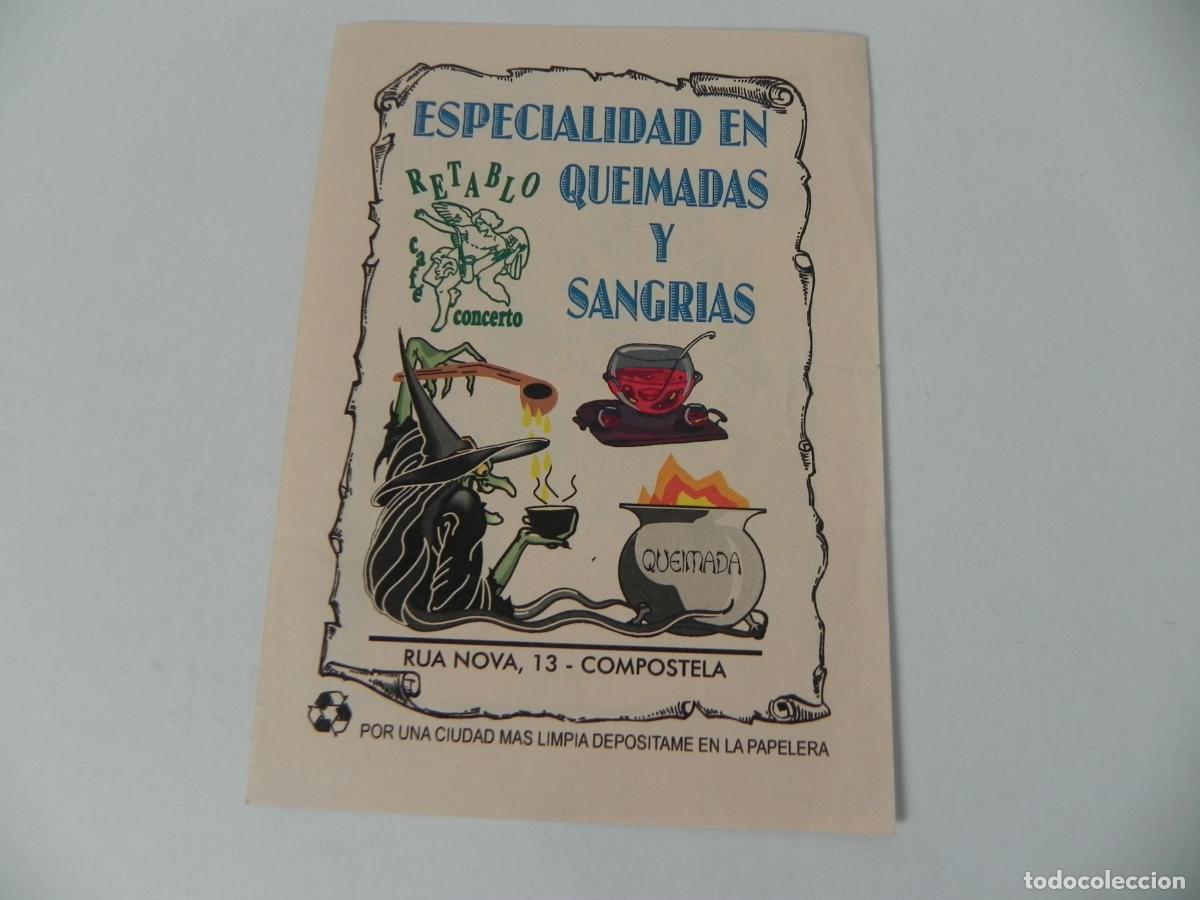 ESPECIALIDAD EN
QUEIMADAS
Y
SANGRIAS
RETABLO
café
concerto
QUEIMADA
RUA NOVA, 13 - COMPOSTELA
POR UNA CIUDAD MAS LIMPIA DEPOSITAME EN LA PAPELERA
todocoleccion